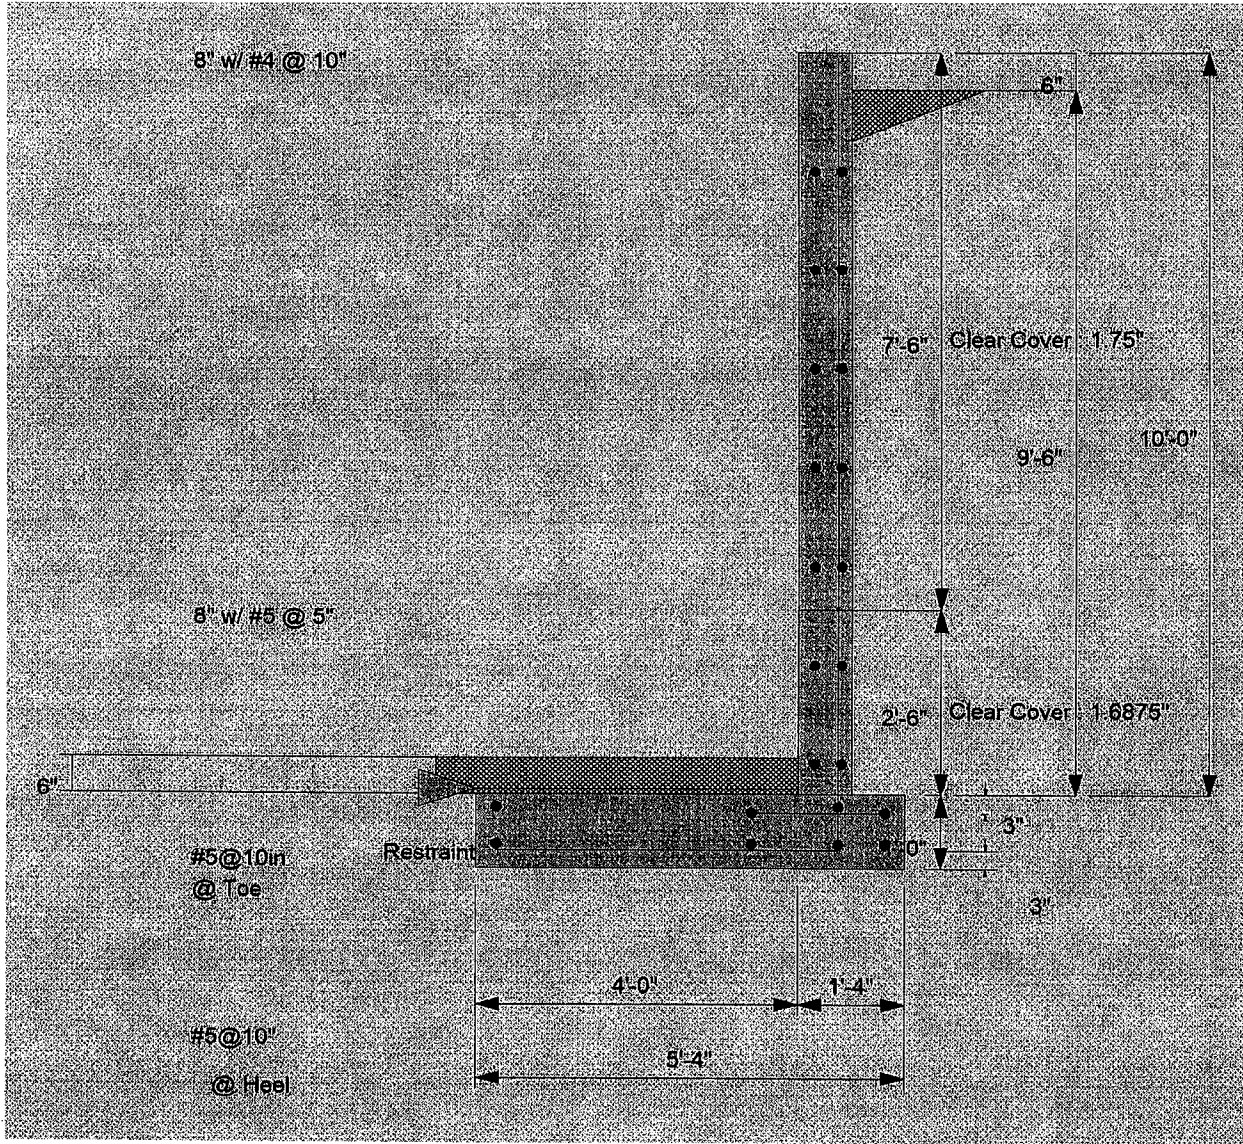 8" w/ #4 @ 10"
6"
7'-6" Clear Cover : 1.75"
10'-0"
9'-6"
8" w/ #5 @ 5"
2'-6" Clear Cover : 1.6875"
6"
3"
Restraint
0"
#5@10in
@ Toe
3"
4'-0" 1'-4"
#5@10"
5'-4"
@ Heel